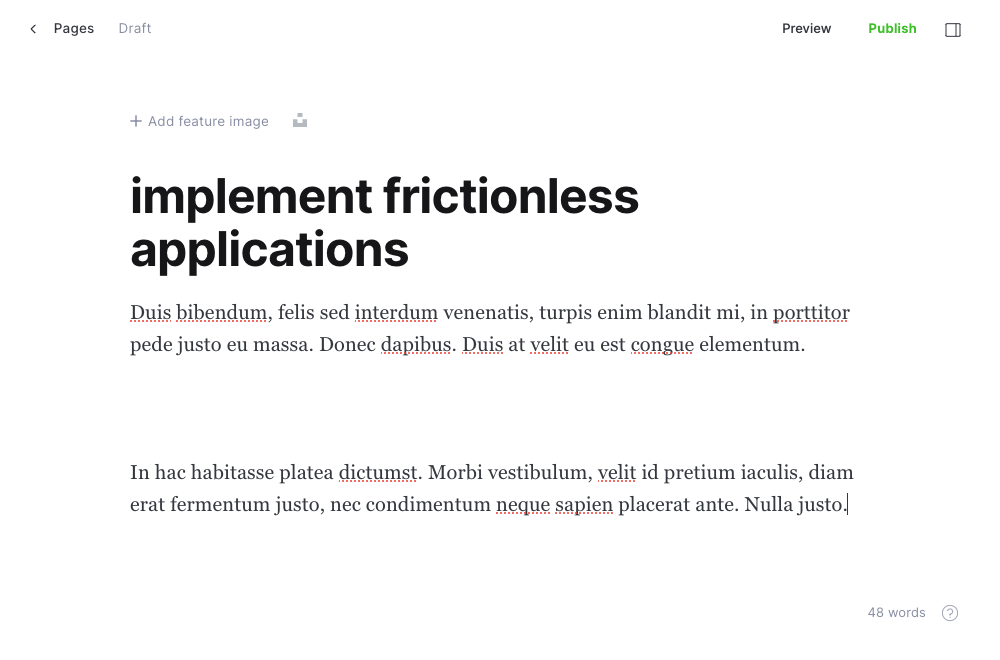 Pages Draft Preview Publish
Add feature image
implement frictionless
applications
Duis bibendum, felis sed interdum venenatis, turpis enim blandit mi, in porttitor
pede justo eu massa. Donec dapibus. Duis at velit eu est congue elementum.
In hac habitasse platea dictumst. Morbi vestibulum, velit id pretium iaculis, diam
erat fermentum justo, nec condimentum neque sapien placerat ante. Nulla justo.
48 words